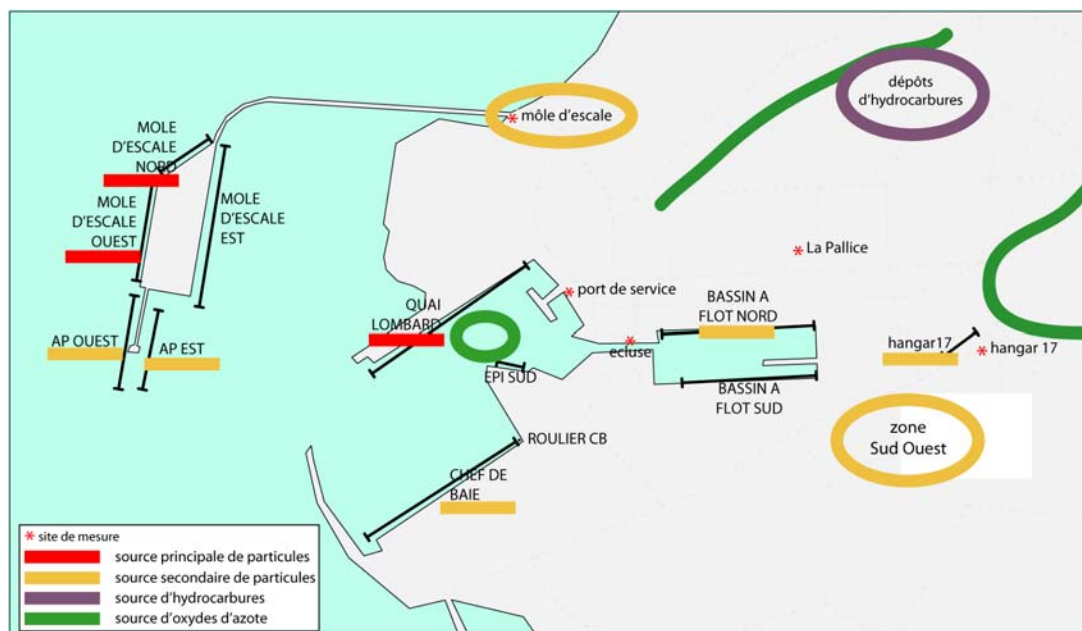 môle d'escale
dépôts
d'hydrocarbures
MOLE
D'ESCALE
NORD
MOLE
D'ESCALE
OUEST
MOLE
D'ESCALE
EST
La Pallice
port de service
QUAI
LOMBARD
BASSIN A
FLOT NORD
AP OUEST
AP EST
ecluse
hangar17
hangar 17
EPI SUD
BASSIN A
FLOT SUD
zone
Sud Ouest
ROULIER CB
CHEF DE
BAIE
* site de mesure
source principale de particules
source secondaire de particules
source d'hydrocarbures
source d'oxydes d'azote